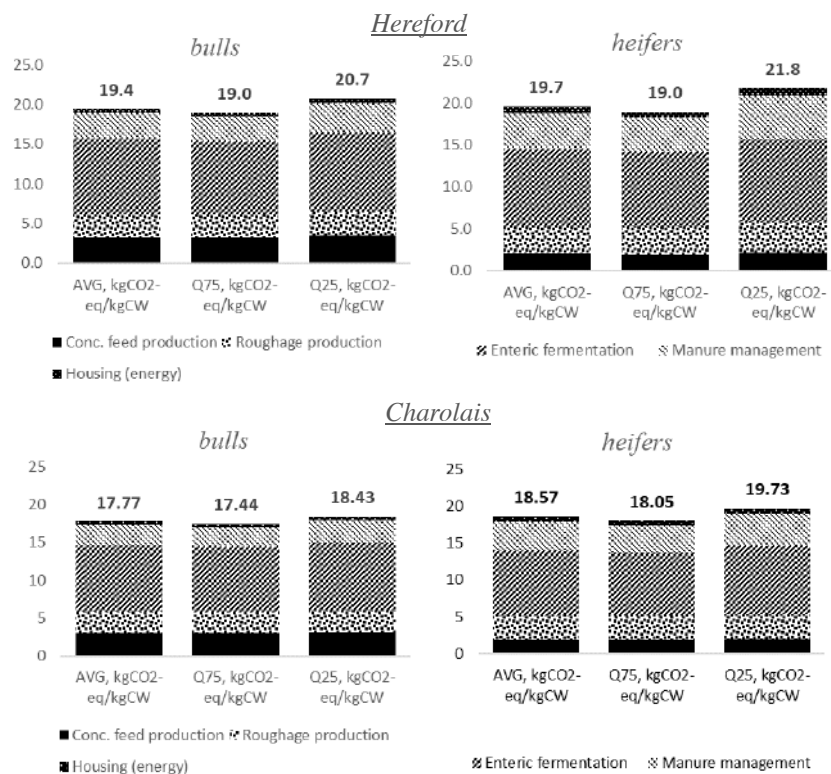 Hereford
bulls
25.0
20.0
15.0
10.0
5.0
0.0
19.4
19.0
20.7
AVG, kgCO2-
eq/kgCW
Q75, kgCO2-
eq/kgCW
Q25, kgCO2-
eq/kgCW
Conc. feed production
Roughage production
Housing (energy)
heifers
25.0
20.0
15.0
10.0
5.0
0.0
19.7
19.0
21.8
AVG, kgCO2-
eq/kgCW
Q75, kgCO2-
eq/kgCW
Q25, kgCO2-
eq/kgCW
Enteric fermentation
Manure management
Charolais
bulls
25
20
15
10
5
0
17.77
17.44
18.43
AVG, kgCO2-
eq/kgCW
Q75, kgCO2-
eq/kgCW
Q25, kgCO2-
eq/kgCW
Conc. feed production
Roughage production
Housing (energy)
heifers
25
20
15
10
5
0
18.57
18.05
19.73
AVG, kgCO2-
eq/kgCW
Q75, kgCO2-
eq/kgCW
Q25, kgCO2-
eq/kgCW
Enteric fermentation
Manure management